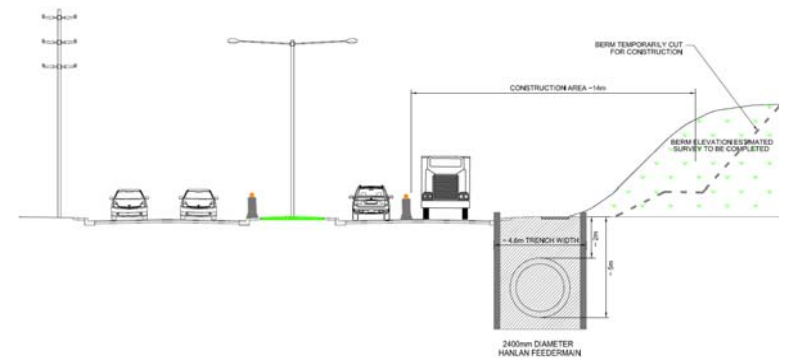 BERM TEMPORARILY CUT
FOR CONSTRUCTION
CONSTRUCTION AREA ~14m
BERM ELEVATION ESTIMATED
SURVEY TO BE COMPLETED
~ 4.6m TRENCH WIDTH
~ 2m
~ 5m
2400mm DIAMETER
HANLAN FEEDERMAIN